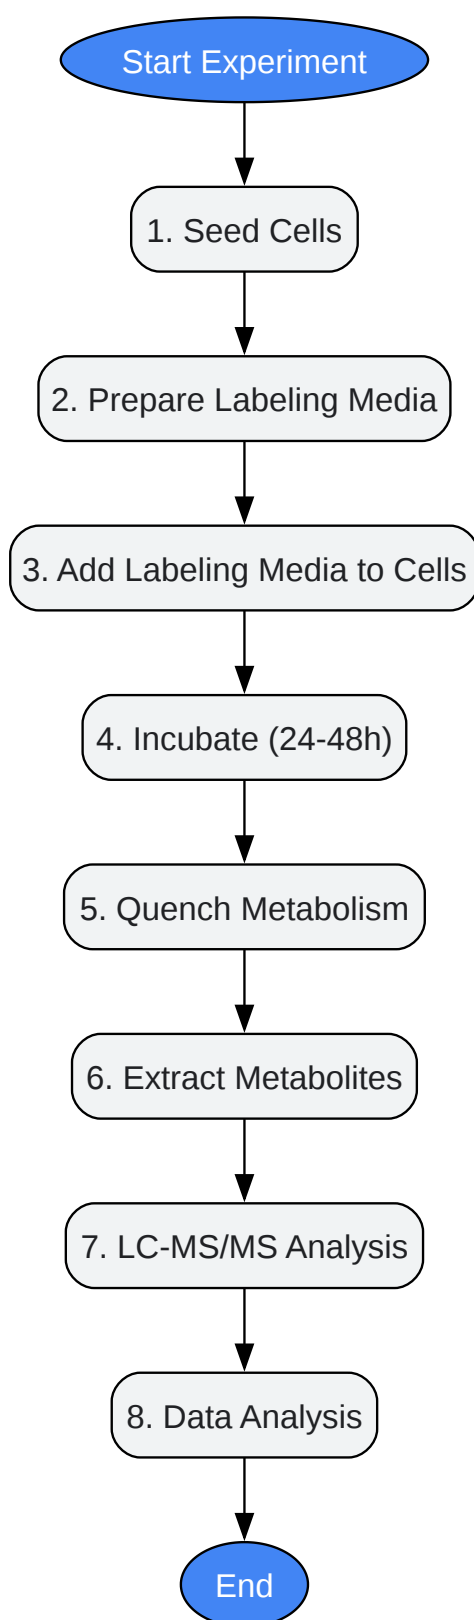 Start Experiment
1. Seed Cells
2. Prepare Labeling Media
3. Add Labeling Media to Cells
4. Incubate (24-48h)
5. Quench Metabolism
6. Extract Metabolites
7. LC-MS/MS Analysis
8. Data Analysis
End